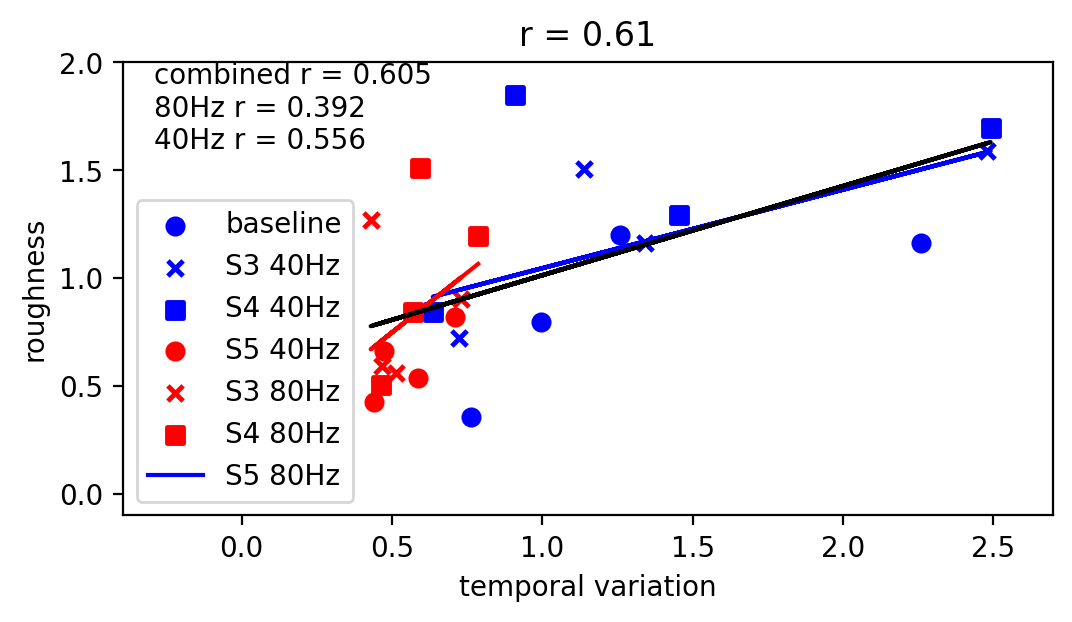 r = 0.61
combined r = 0.605
80Hz r = 0.392
40Hz r = 0.556
baseline
S3 40Hz
S4 40Hz
S5 40Hz
S3 80Hz
S4 80Hz
S5 80Hz
roughness
2.0
1.5
1.0
0.5
0.0
0.0 0.5 1.0 1.5 2.0 2.5
temporal variation